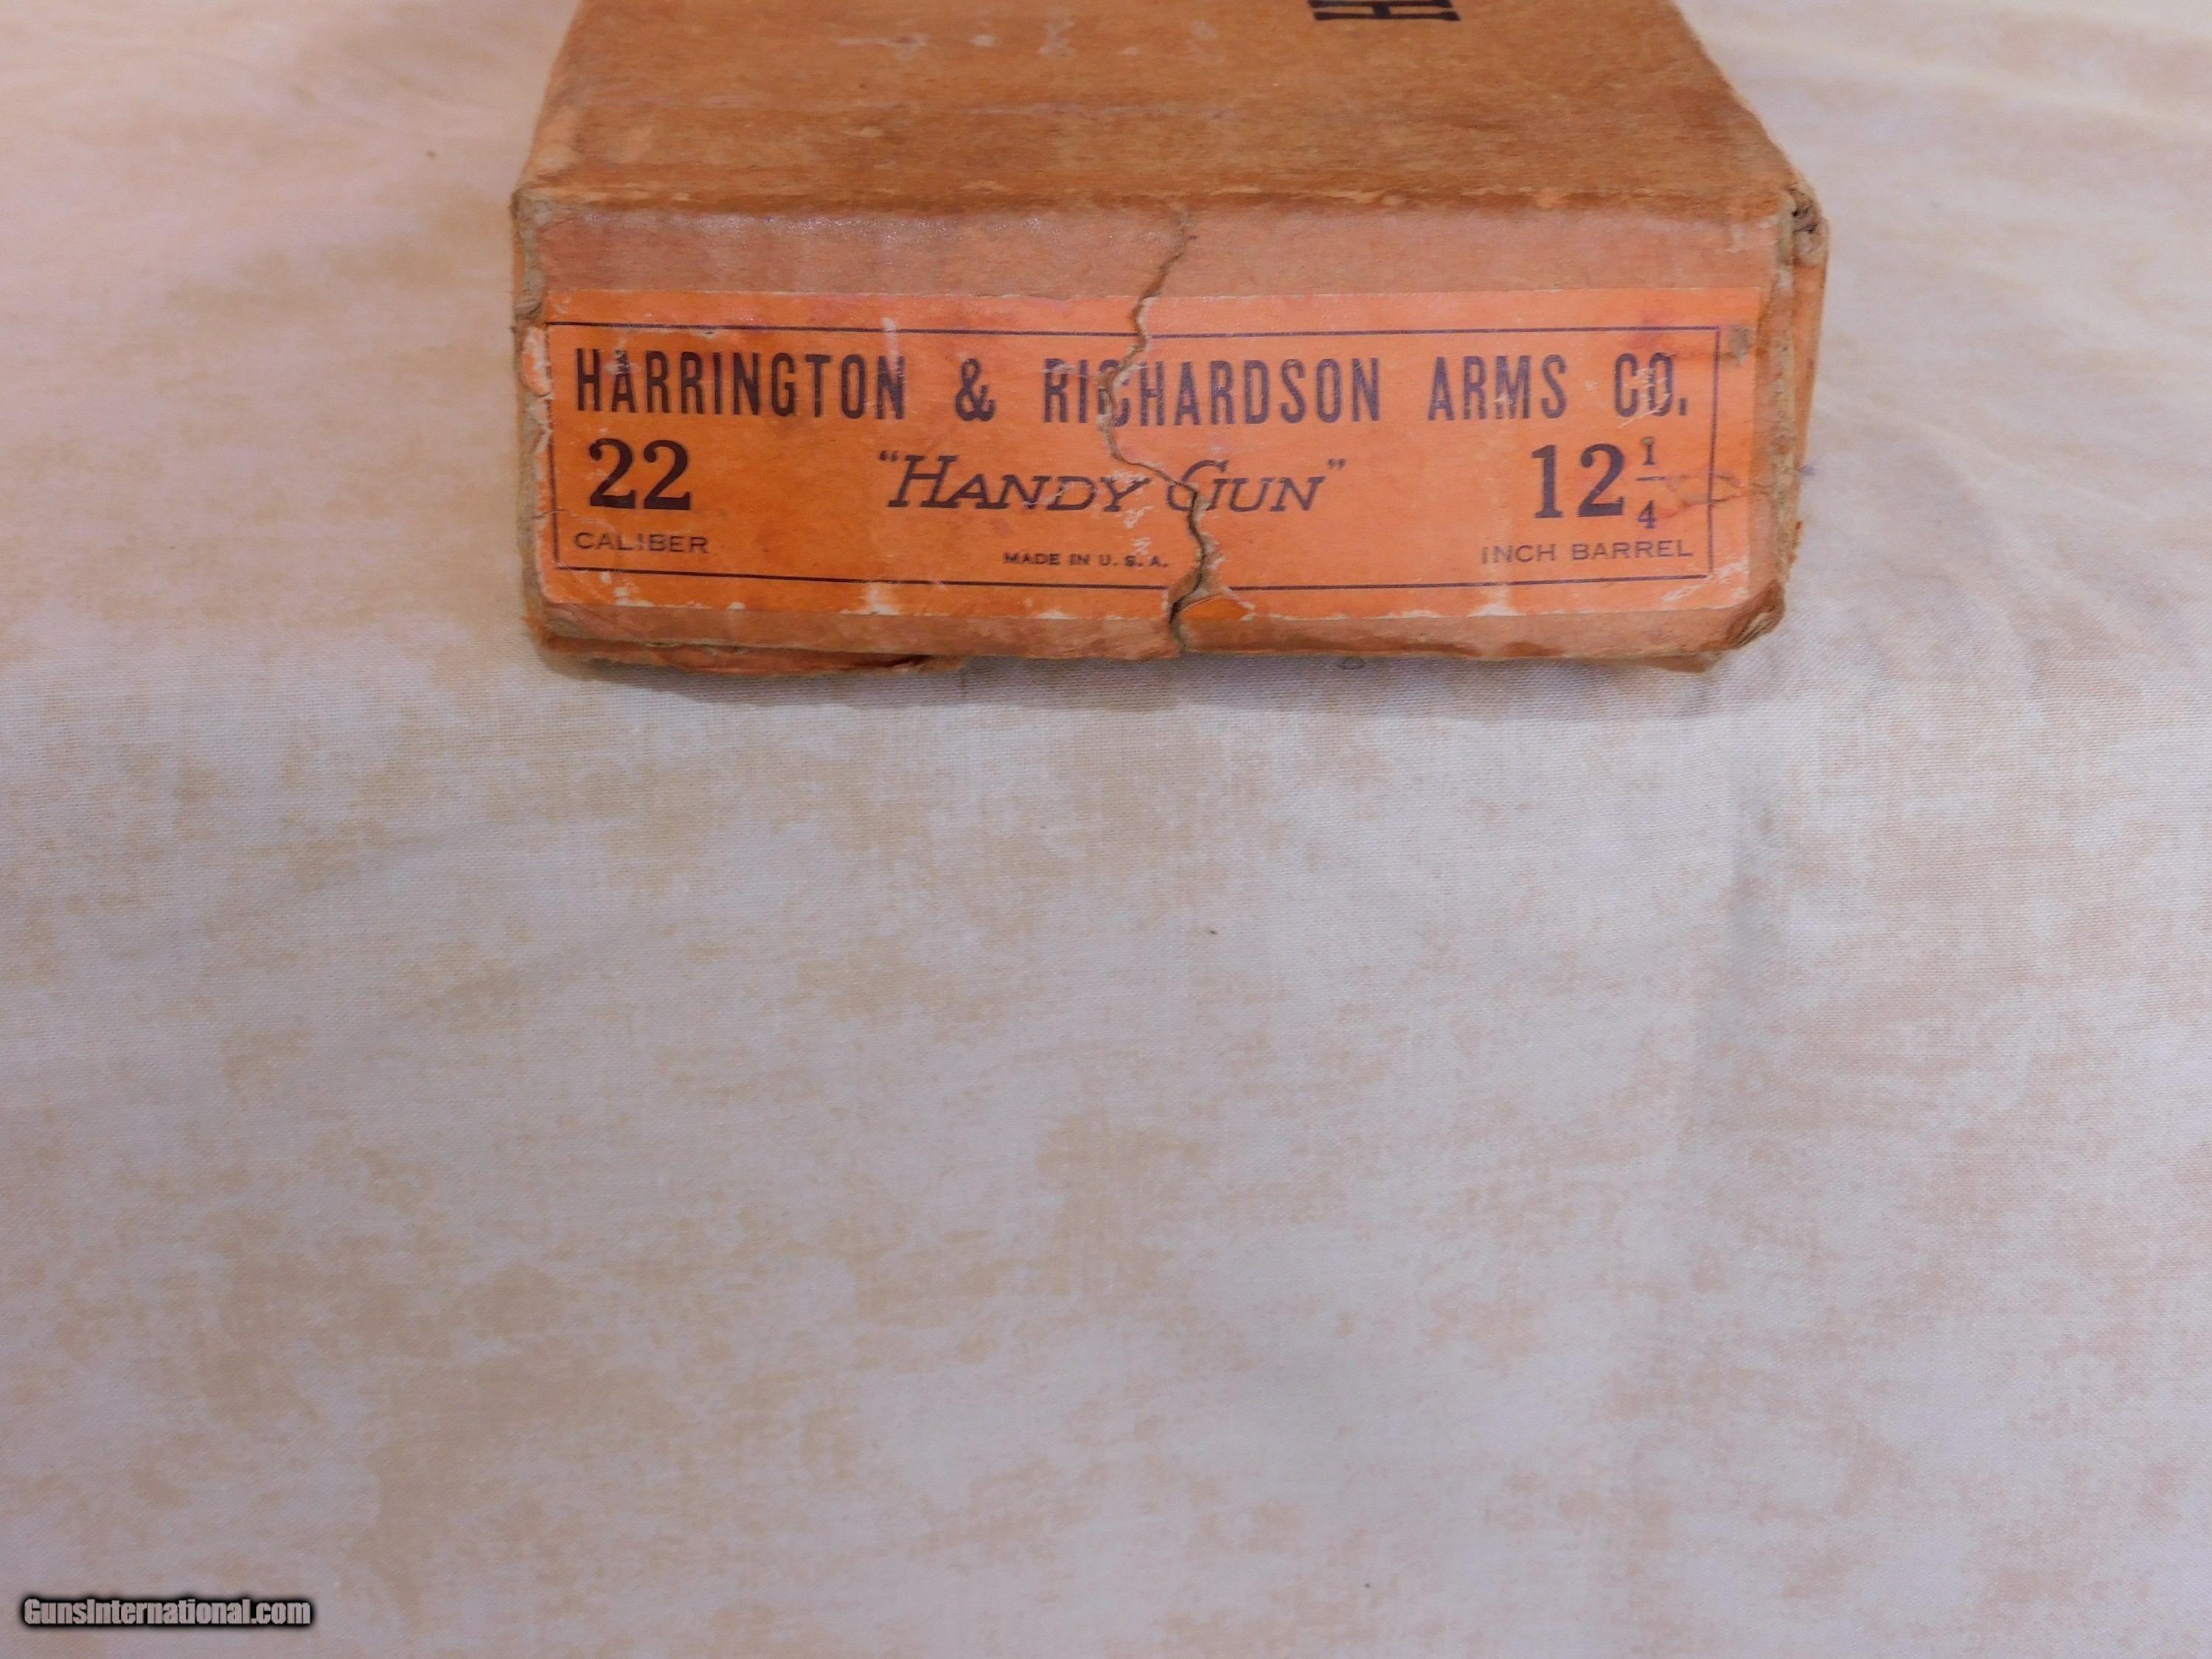 H
HARRINGTON & RICHARDSON ARMS CO.
22 "HANDY GUN" 12 1/4
CALIBER MADE IN U. S. A. INCH BARREL
GunsInternational.com